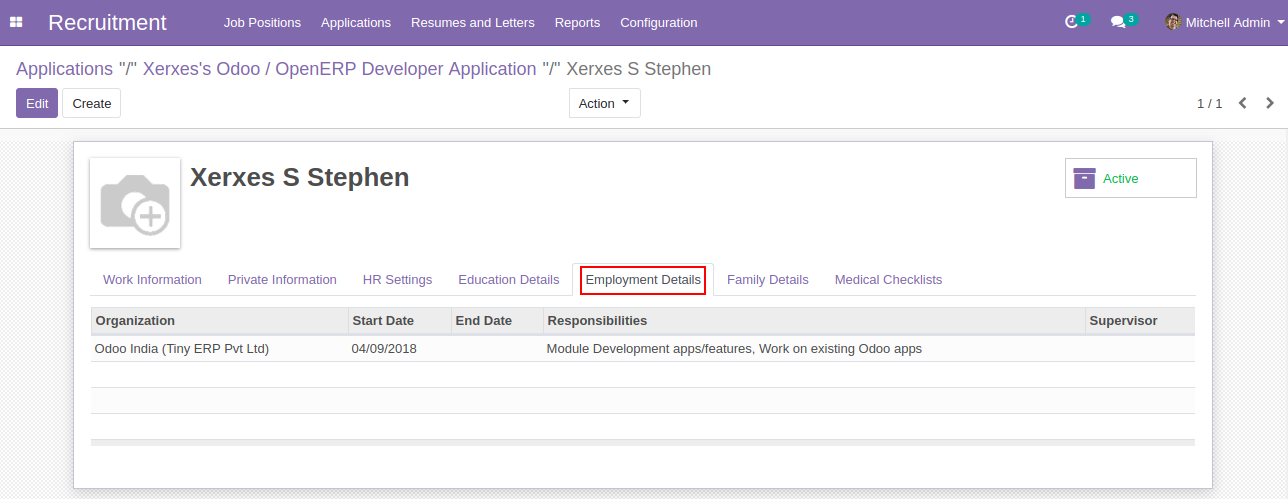 Recruitment Job Positions Applications Resumes and Letters Reports Configuration 1 3 Mitchell Admin
Applications "/" Xerxes's Odoo / OpenERP Developer Application "/" Xerxes S Stephen
Edit Create Action 1 / 1
Xerxes S Stephen
Active
Work Information Private Information HR Settings Education Details Employment Details Family Details Medical Checklists
Organization Start Date End Date Responsibilities Supervisor
Odoo India (Tiny ERP Pvt Ltd) 04/09/2018 Module Development apps/features, Work on existing Odoo apps